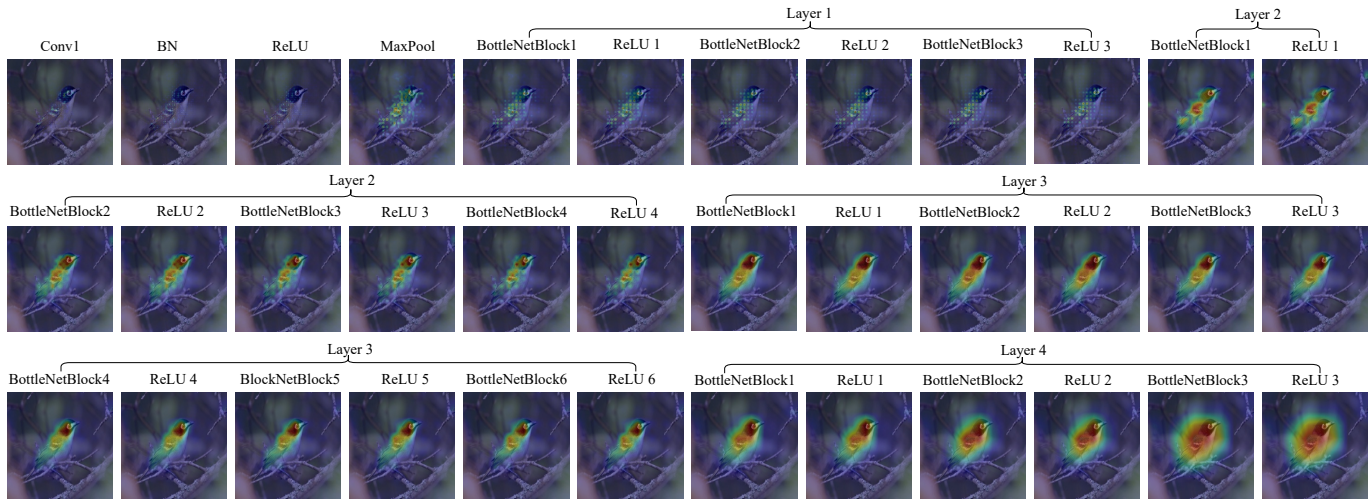 Layer 1
Layer 2
Conv1 BN ReLU MaxPool BottleNetBlock1 ReLU 1 BottleNetBlock2 ReLU 2 BottleNetBlock3 ReLU 3 BottleNetBlock1 ReLU 1
Layer 2
Layer 3
BottleNetBlock2 ReLU 2 BottleNetBlock3 ReLU 3 BottleNetBlock4 ReLU 4 BottleNetBlock1 ReLU 1 BottleNetBlock2 ReLU 2 BottleNetBlock3 ReLU 3
Layer 3
Layer 4
BottleNetBlock4 ReLU 4 BlockNetBlock5 ReLU 5 BottleNetBlock6 ReLU 6 BottleNetBlock1 ReLU 1 BottleNetBlock2 ReLU 2 BottleNetBlock3 ReLU 3